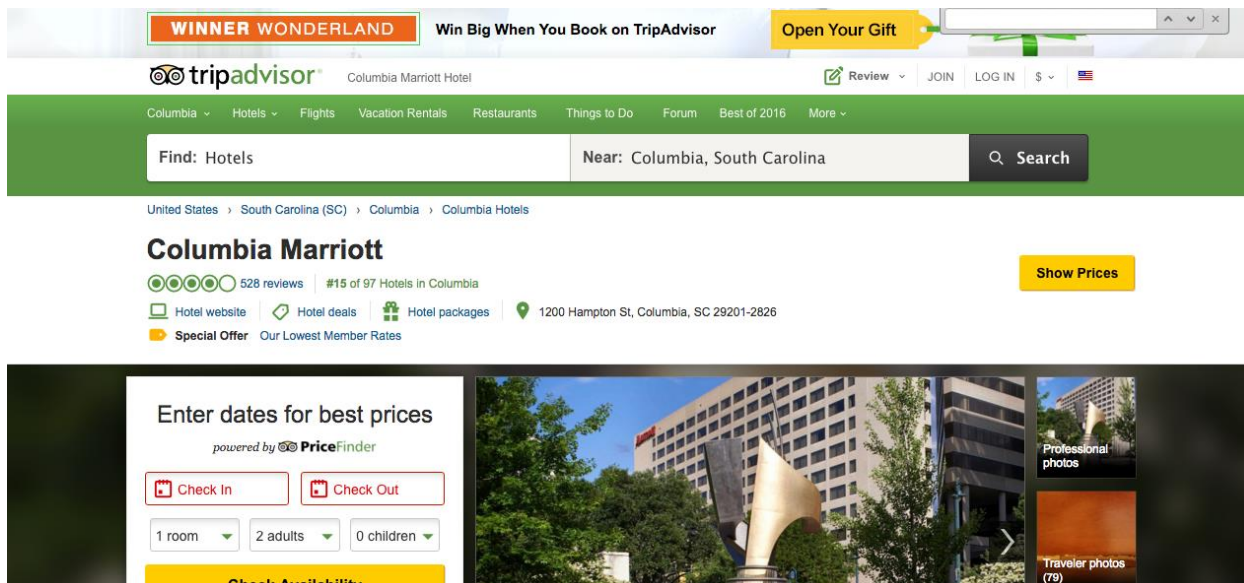 WINNER WONDERLAND Win Big When You Book on TripAdvisor Open Your Gift
tripadvisor Columbia Marriott Hotel Review JOIN LOG IN $
Columbia Hotels Flights Vacation Rentals Restaurants Things to Do Forum Best of 2016 More
Find: Hotels Near: Columbia, South Carolina Search
United States › South Carolina (SC) › Columbia › Columbia Hotels
Columbia Marriott
Show Prices
528 reviews #15 of 97 Hotels in Columbia
Hotel website Hotel deals Hotel packages 1200 Hampton St, Columbia, SC 29201-2826
Special Offer Our Lowest Member Rates
Enter dates for best prices
powered by PriceFinder
Check In Check Out
1 room 2 adults 0 children
Check Availability
Marriott
Professional
photos
Traveler photos
(79)